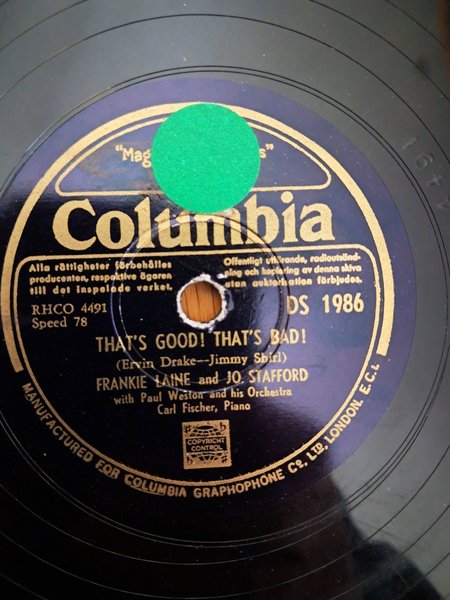 "Mag s"
Columbia
Alla rättigheter förbehålles
producenten, respektive ägaren
till det inspelade verket.
Offentligt utförande, radioutsänd-
ning och kopiering av denna skiva
utan auktorisation förbjudes.
RHCO 4491
Speed 78
DS 1986
THAT'S GOOD! THAT'S BAD!
(Ervin Drake—Jimmy Shirl)
FRANKIE LAINE and JO. STAFFORD
with Paul Weston and his Orchestra
Carl Fischer, Piano
COPYRIGHT
CONTROL
MANUFACTURED FOR COLUMBIA GRAPHOPHONE CO., LTD, LONDON. E.C.1.